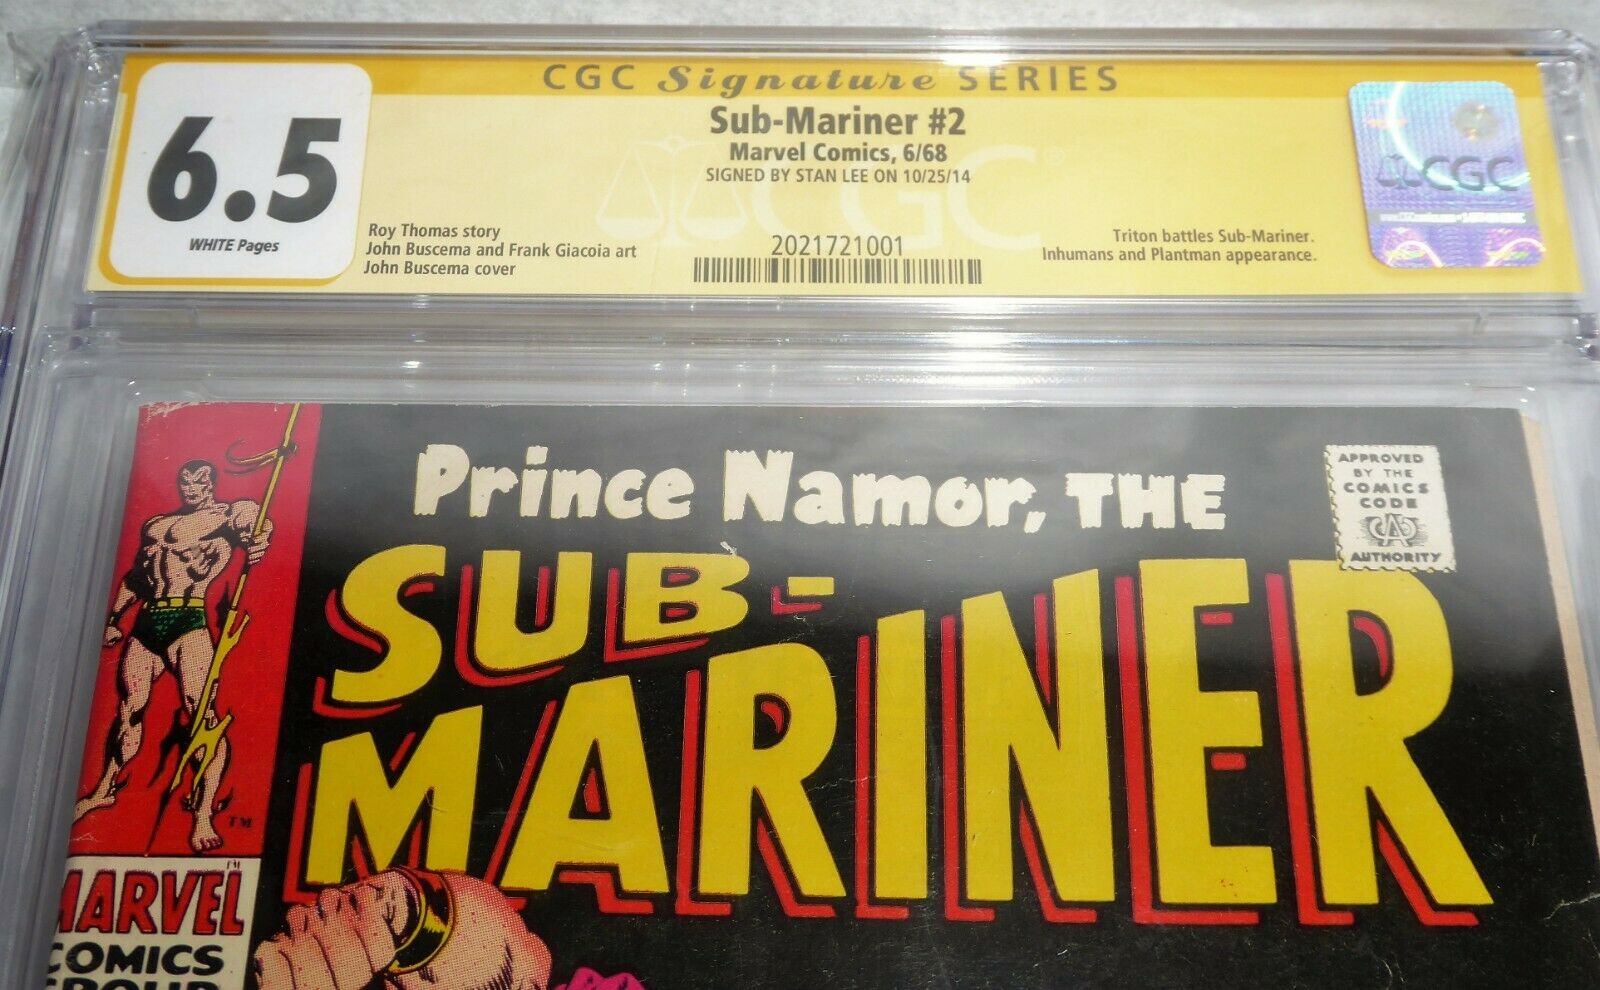 CGC Signature SERIES
Sub-Mariner #2
Marvel Comics, 6/68
SIGNED BY STAN LEE ON 10/25/14
6.5
WHITE Pages
Roy Thomas story
John Buscema and Frank Giacoia art
John Buscema cover
2021721001
Triton battles Sub-Mariner.
Inhumans and Plantman appearance.
CGC
CGC
Prince Namor, THE
SUB-
MARINER
APPROVED
BY THE
COMICS
CODE
AUTHORITY
TM
MARVEL
COMICS
GROUP